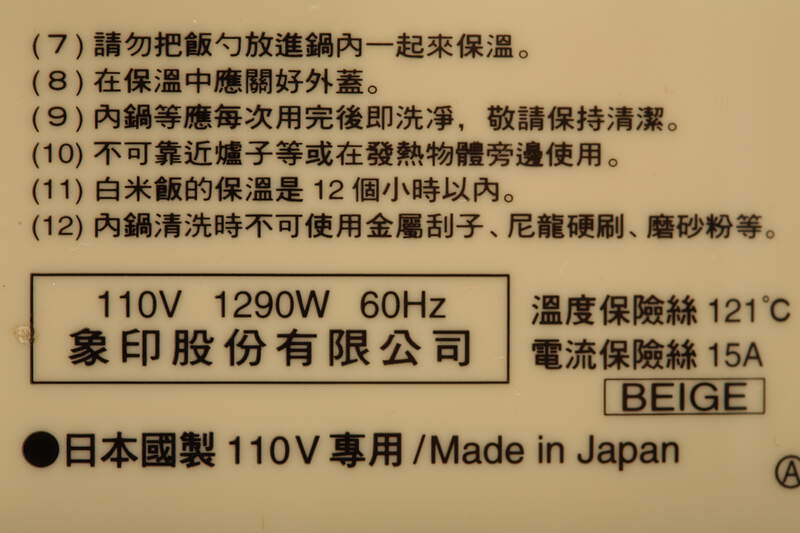 (7) 請勿把飯勺放進鍋內一起來保溫。
(8) 在保溫中應關好外蓋。
(9) 內鍋等應每次用完後即洗凈，敬請保持清潔。
(10) 不可靠近爐子等或在發熱物體旁邊使用。
(11) 白米飯的保溫是 12 個小時以內。
(12) 內鍋清洗時不可使用金屬刮子、尼龍硬刷、磨砂粉等。
110V 1290W 60Hz
象印股份有限公司
溫度保險絲 121℃
電流保險絲 15A
BEIGE
●日本國製 110V 專用/Made in Japan
Ⓐ